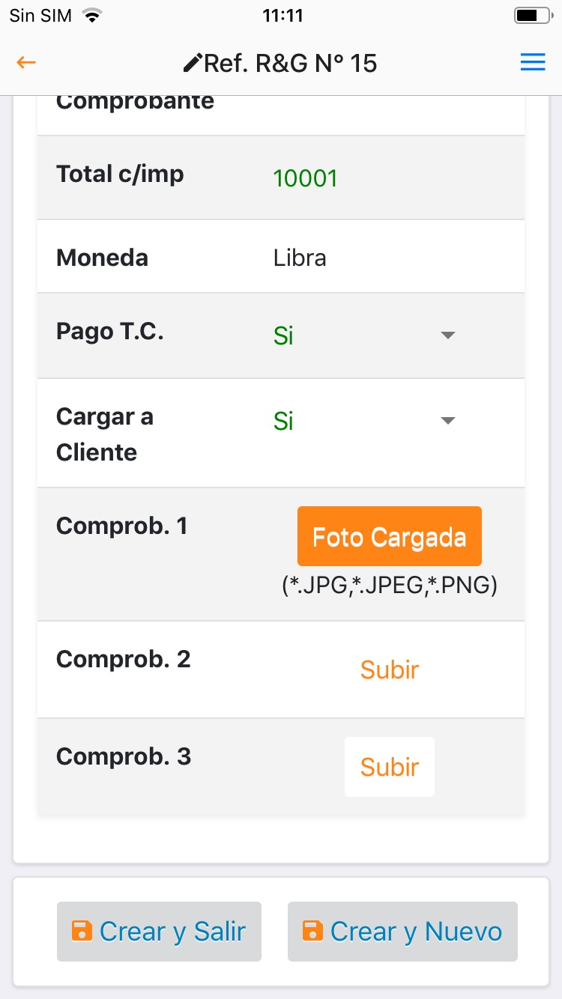 Sin SIM 11:11
Ref. R&G Nº 15
Comprobante
Total c/imp 10001
Moneda Libra
Pago T.C. Si
Cargar a Si
Cliente
Comprob. 1 Foto Cargada
(*.JPG,*.JPEG,*.PNG)
Comprob. 2 Subir
Comprob. 3 Subir
Crear y Salir Crear y Nuevo